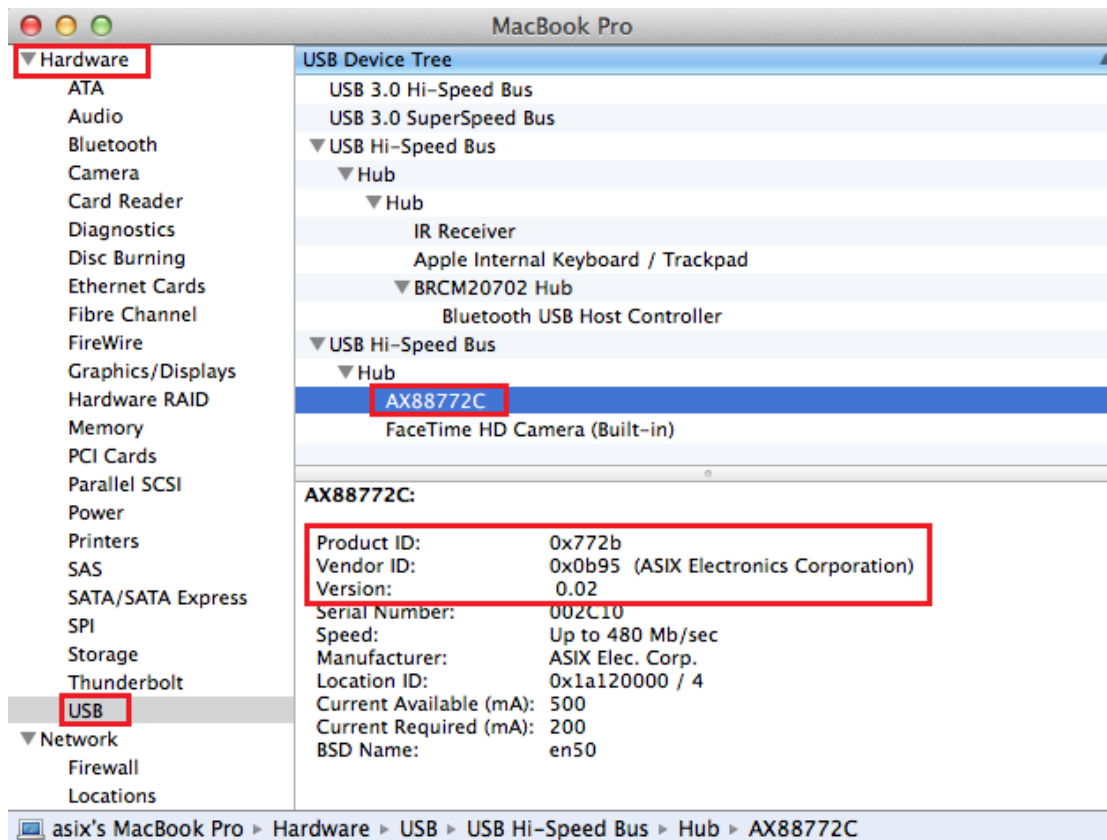 MacBook Pro
Hardware
ATA
Audio
Bluetooth
Camera
Card Reader
Diagnostics
Disc Burning
Ethernet Cards
Fibre Channel
FireWire
Graphics/Displays
Hardware RAID
Memory
PCI Cards
Parallel SCSI
Power
Printers
SAS
SATA/SATA Express
SPI
Storage
Thunderbolt
USB
Network
Firewall
Locations
USB Device Tree
USB 3.0 Hi-Speed Bus
USB 3.0 SuperSpeed Bus
USB Hi-Speed Bus
Hub
Hub
IR Receiver
Apple Internal Keyboard / Trackpad
BRCM20702 Hub
Bluetooth USB Host Controller
USB Hi-Speed Bus
Hub
AX88772C
FaceTime HD Camera (Built-in)
AX88772C:
Product ID: 0x772b
Vendor ID: 0x0b95 (ASIX Electronics Corporation)
Version: 0.02
Serial Number: 002C10
Speed: Up to 480 Mb/sec
Manufacturer: ASIX Elec. Corp.
Location ID: 0x1a120000 / 4
Current Available (mA): 500
Current Required (mA): 200
BSD Name: en50
asix's MacBook Pro ▸ Hardware ▸ USB ▸ USB Hi-Speed Bus ▸ Hub ▸ AX88772C